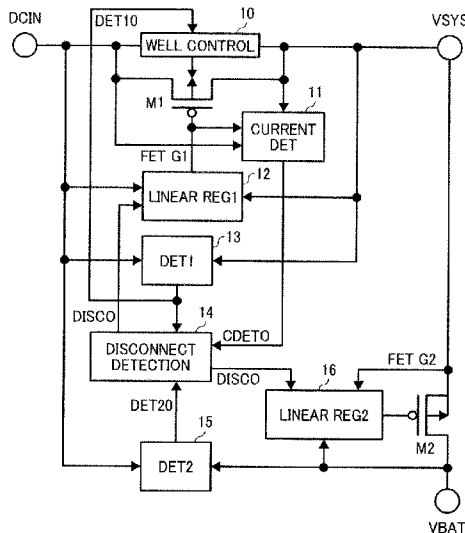 DCIN
DET10
10
VSYS
WELL CONTROL
M1
11
CURRENT
DET
FET G1
12
LINEAR REG1
13
DET1
DISCO
14
CDETO
DISCONNECT
DETECTION
DISCO
16
FET G2
LINEAR REG2
DET20
15
DET2
M2
VBAT